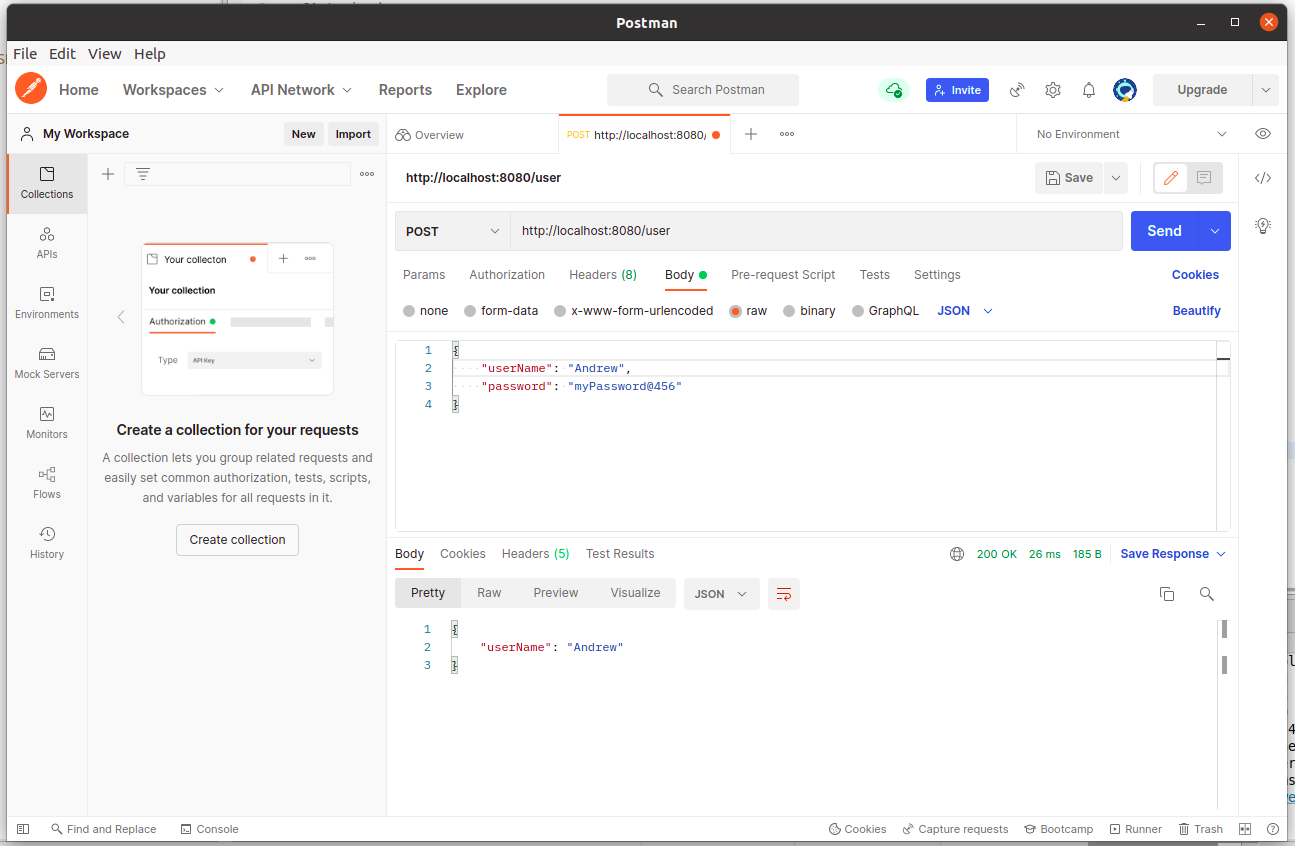 Postman
File Edit View Help
Home Workspaces API Network Reports Explore Search Postman Invite Upgrade
My Workspace New Import Overview POST http://localhost:8080/ No Environment
Collections
APIs
Environments
Mock Servers
Monitors
Flows
History
Your collecton
Your collection
Authorization
Type API Key
Create a collection for your requests
A collection lets you group related requests and
easily set common authorization, tests, scripts,
and variables for all requests in it.
Create collection
http://localhost:8080/user Save
POST http://localhost:8080/user Send
Params Authorization Headers (8) Body Pre-request Script Tests Settings Cookies
none form-data x-www-form-urlencoded raw binary GraphQL JSON Beautify
1 {
2 "userName": "Andrew",
3 "password": "myPassword@456"
4 }
Body Cookies Headers (5) Test Results 200 OK 26 ms 185 B Save Response
Pretty Raw Preview Visualize JSON
1 {
2 "userName": "Andrew"
3 }
Find and Replace Console Cookies Capture requests Bootcamp Runner Trash